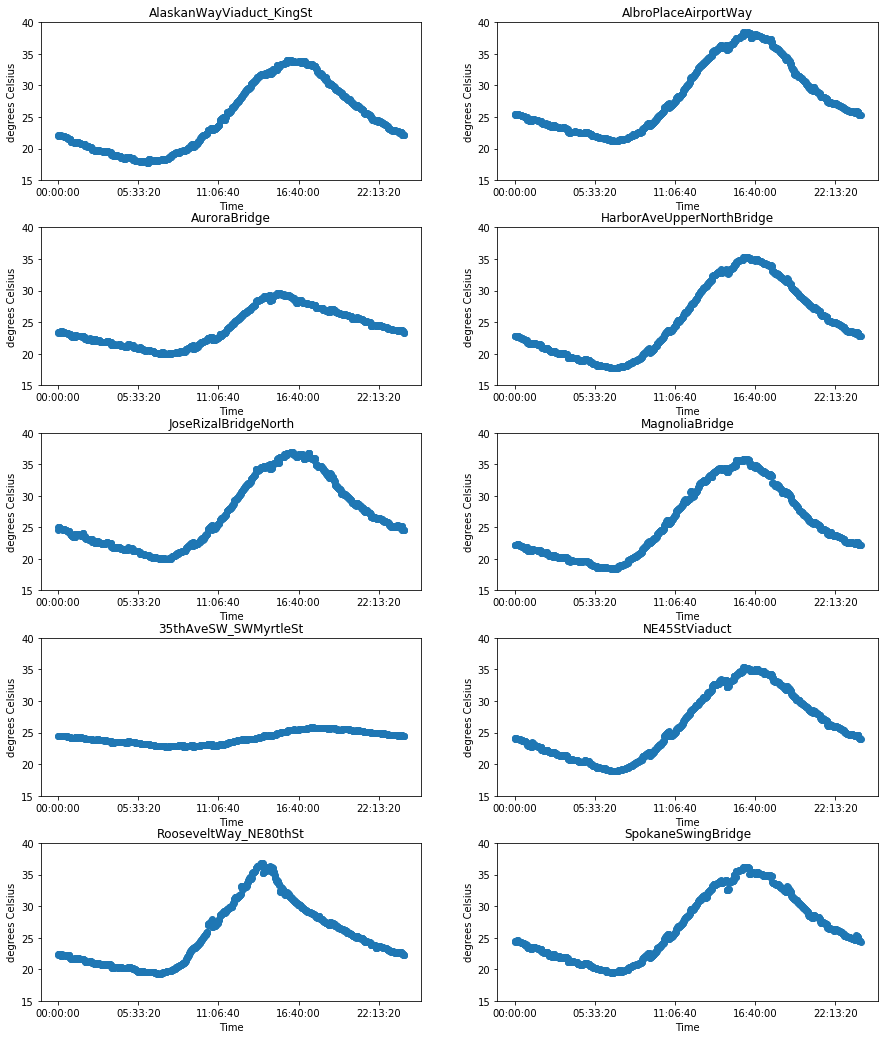 AlaskanWayViaduct_KingSt
40
35
30
25
20
15
degrees Celsius
00:00:00 05:33:20 11:06:40 16:40:00 22:13:20
Time
AlbroPlaceAirportWay
40
35
30
25
20
15
degrees Celsius
00:00:00 05:33:20 11:06:40 16:40:00 22:13:20
Time
AuroraBridge
40
35
30
25
20
15
degrees Celsius
00:00:00 05:33:20 11:06:40 16:40:00 22:13:20
Time
HarborAveUpperNorthBridge
40
35
30
25
20
15
degrees Celsius
00:00:00 05:33:20 11:06:40 16:40:00 22:13:20
Time
JoseRizalBridgeNorth
40
35
30
25
20
15
degrees Celsius
00:00:00 05:33:20 11:06:40 16:40:00 22:13:20
Time
MagnoliaBridge
40
35
30
25
20
15
degrees Celsius
00:00:00 05:33:20 11:06:40 16:40:00 22:13:20
Time
35thAveSW_SWMyrtleSt
40
35
30
25
20
15
degrees Celsius
00:00:00 05:33:20 11:06:40 16:40:00 22:13:20
Time
NE45StViaduct
40
35
30
25
20
15
degrees Celsius
00:00:00 05:33:20 11:06:40 16:40:00 22:13:20
Time
RooseveltWay_NE80thSt
40
35
30
25
20
15
degrees Celsius
00:00:00 05:33:20 11:06:40 16:40:00 22:13:20
Time
SpokaneSwingBridge
40
35
30
25
20
15
degrees Celsius
00:00:00 05:33:20 11:06:40 16:40:00 22:13:20
Time